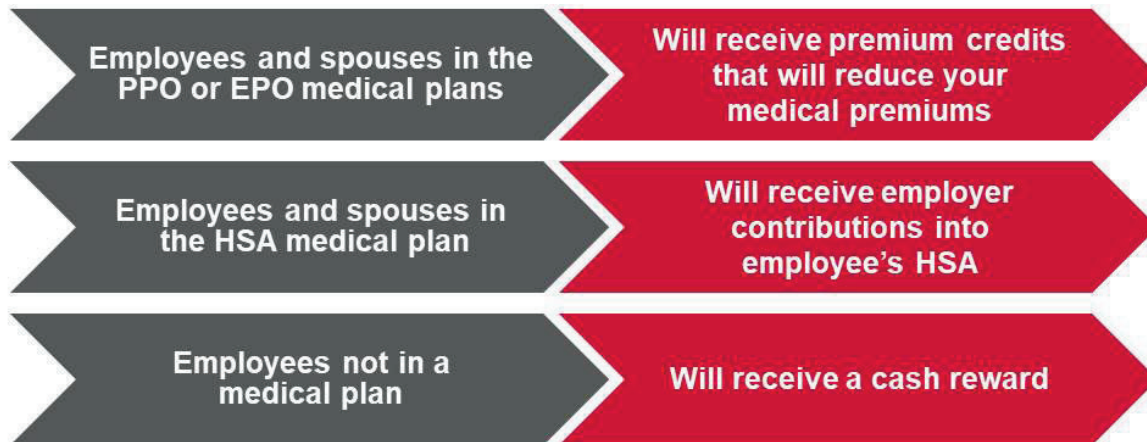 Employees and spouses in the
PPO or EPO medical plans
Will receive premium credits
that will reduce your
medical premiums
Employees and spouses in
the HSA medical plan
Will receive employer
contributions into
employee’s HSA
Employees not in a
medical plan
Will receive a cash reward